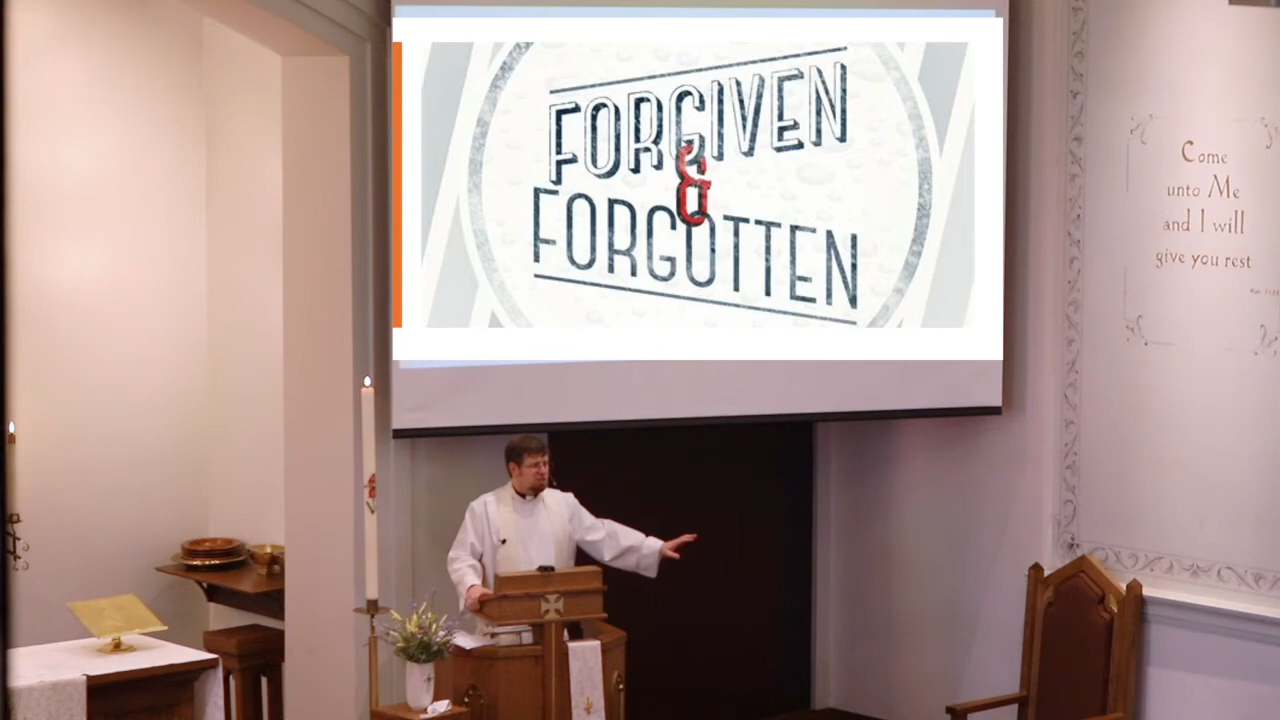 FORGIVEN
&
FORGOTTEN
Come
unto Me
and I will
give you rest